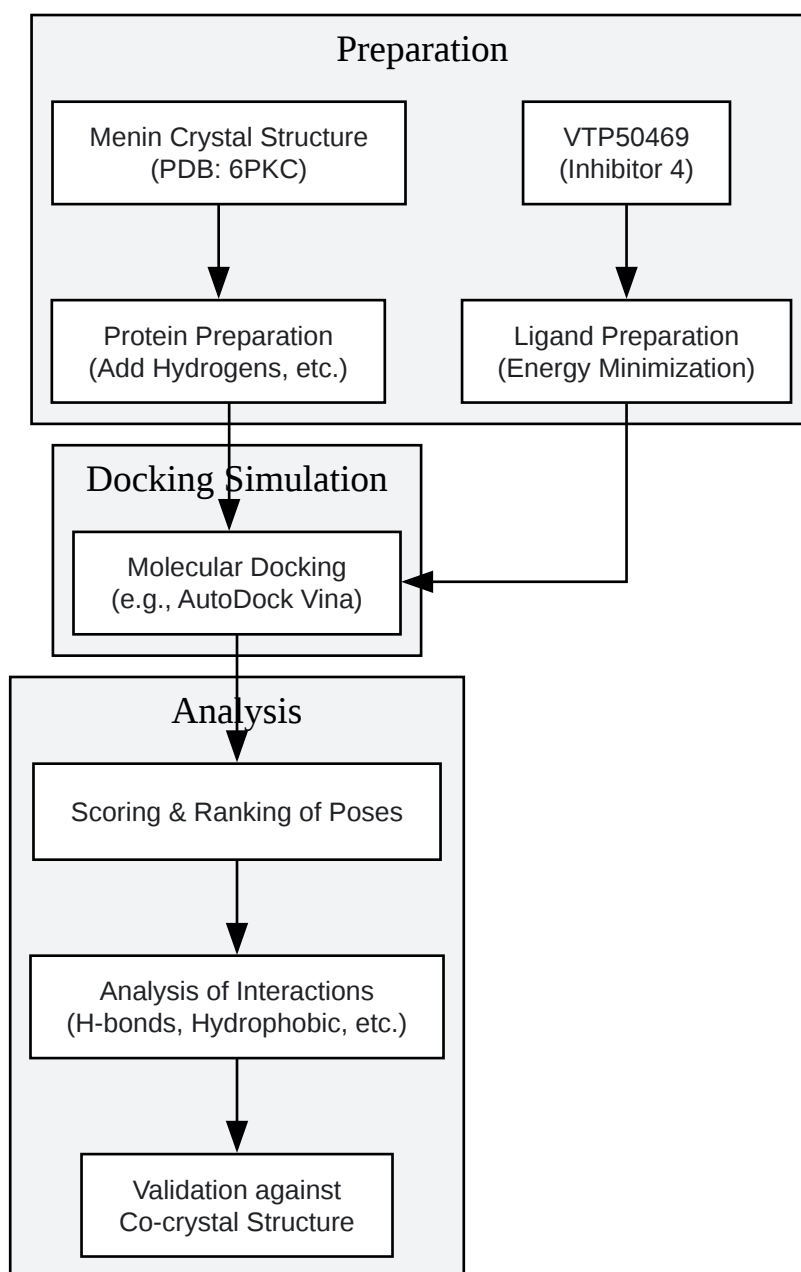 Preparation
Menin Crystal Structure
(PDB: 6PKC)
VTP50469
(Inhibitor 4)
Protein Preparation
(Add Hydrogens, etc.)
Ligand Preparation
(Energy Minimization)
Docking Simulation
Molecular Docking
(e.g., AutoDock Vina)
Analysis
Scoring & Ranking of Poses
Analysis of Interactions
(H-bonds, Hydrophobic, etc.)
Validation against
Co-crystal Structure